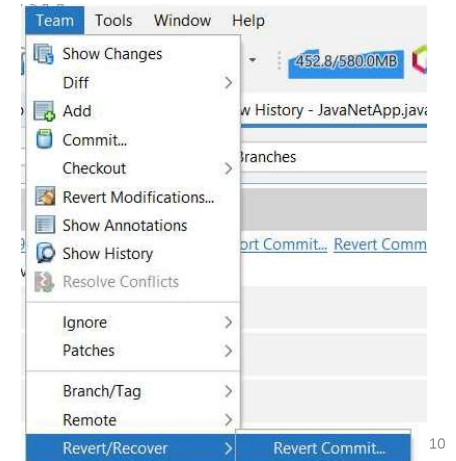 Team Tools Window Help
Show Changes
452.8/580.0MB
Diff
Add
w History - JavaNetApp.java
Commit...
Checkout
Branches
Revert Modifications...
Show Annotations
Show History
ort Commit... Revert Comm
Resolve Conflicts
Ignore
Patches
Branch/Tag
Remote
Revert/Recover
Revert Commit...
10